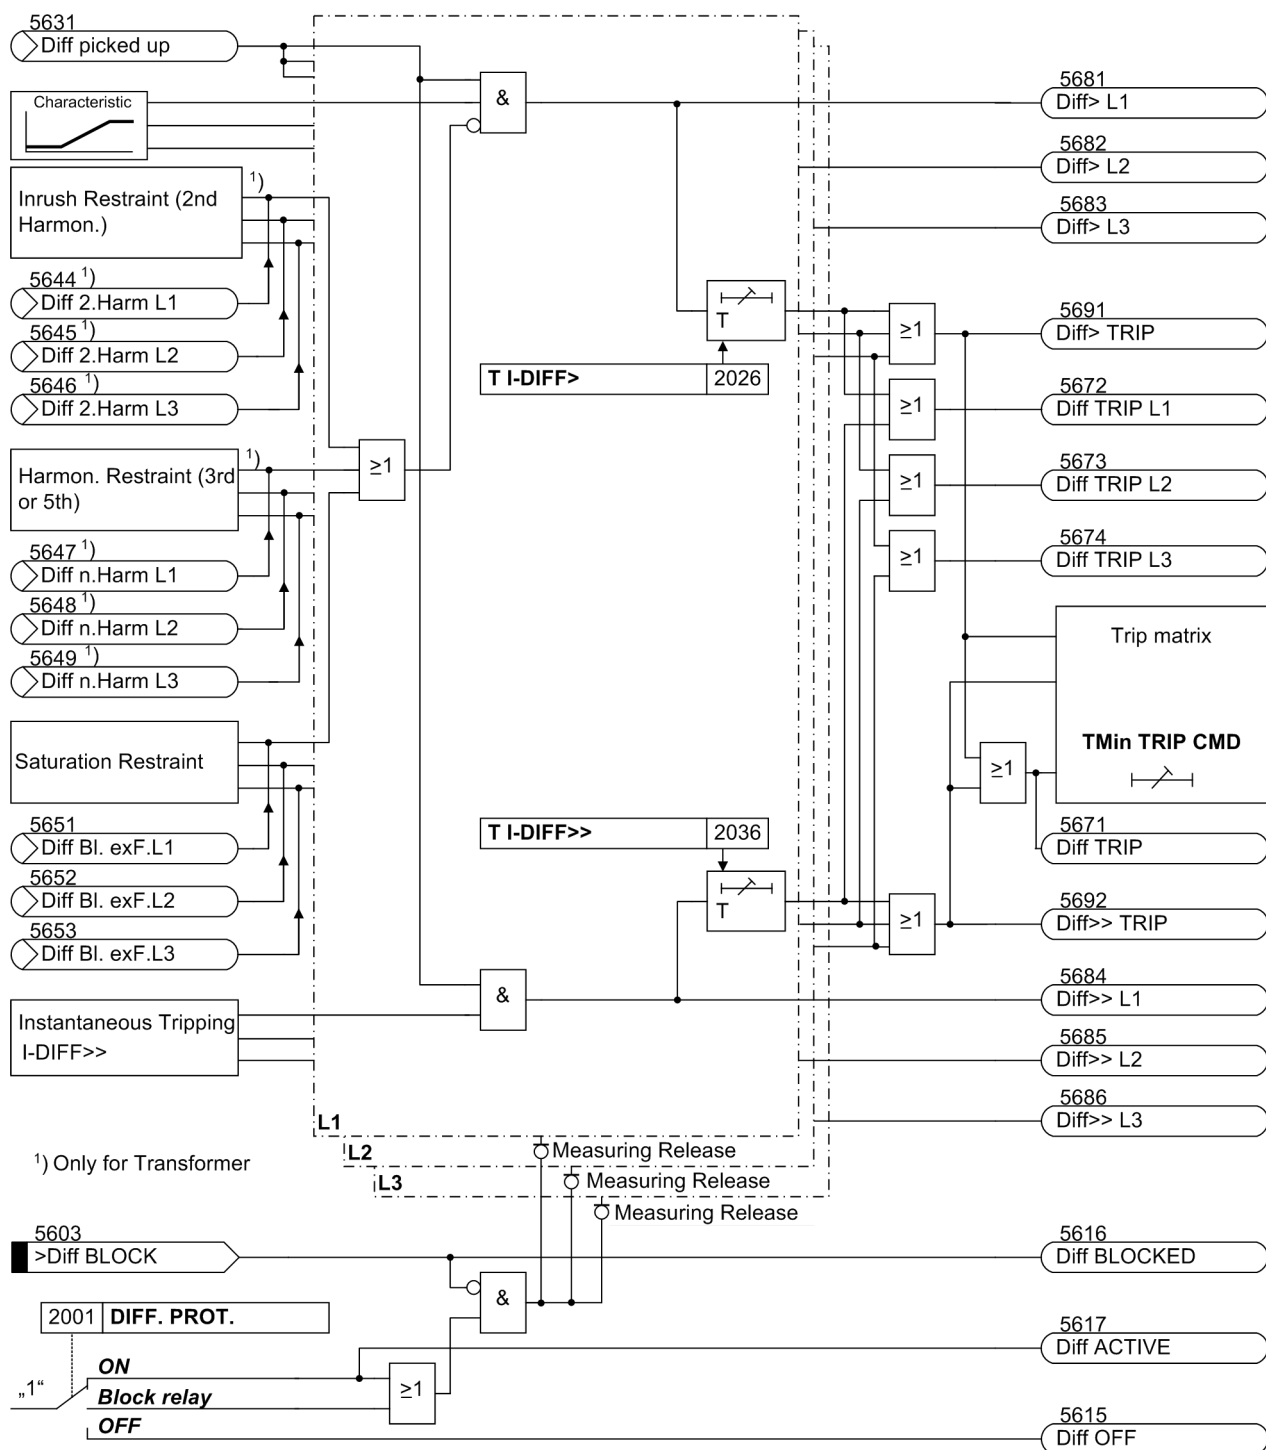 5631
Diff picked up
Characteristic
&
5681
Diff> L1
5682
Diff> L2
5683
Diff> L3
Inrush Restraint (2nd
Harmon.)
1)
5644 1)
Diff 2.Harm L1
5645 1)
Diff 2.Harm L2
5646 1)
Diff 2.Harm L3
T
T I-DIFF> 2026
≥1
5691
Diff> TRIP
≥1
5672
Diff TRIP L1
≥1
5673
Diff TRIP L2
≥1
5674
Diff TRIP L3
Harmon. Restraint (3rd
or 5th)
1)
≥1
5647 1)
Diff n.Harm L1
5648 1)
Diff n.Harm L2
5649 1)
Diff n.Harm L3
Trip matrix
TMin TRIP CMD
≥1
Saturation Restraint
5651
Diff Bl. exF.L1
5652
Diff Bl. exF.L2
5653
Diff Bl. exF.L3
T I-DIFF>> 2036
T
5671
Diff TRIP
≥1
5692
Diff>> TRIP
&
5684
Diff>> L1
5685
Diff>> L2
5686
Diff>> L3
Instantaneous Tripping
I-DIFF>>
L1
L2
L3
Measuring Release
Measuring Release
Measuring Release
1) Only for Transformer
5603
>Diff BLOCK
5616
Diff BLOCKED
&
2001 DIFF. PROT.
5617
Diff ACTIVE
„1“
ON
Block relay
OFF
≥1
5615
Diff OFF